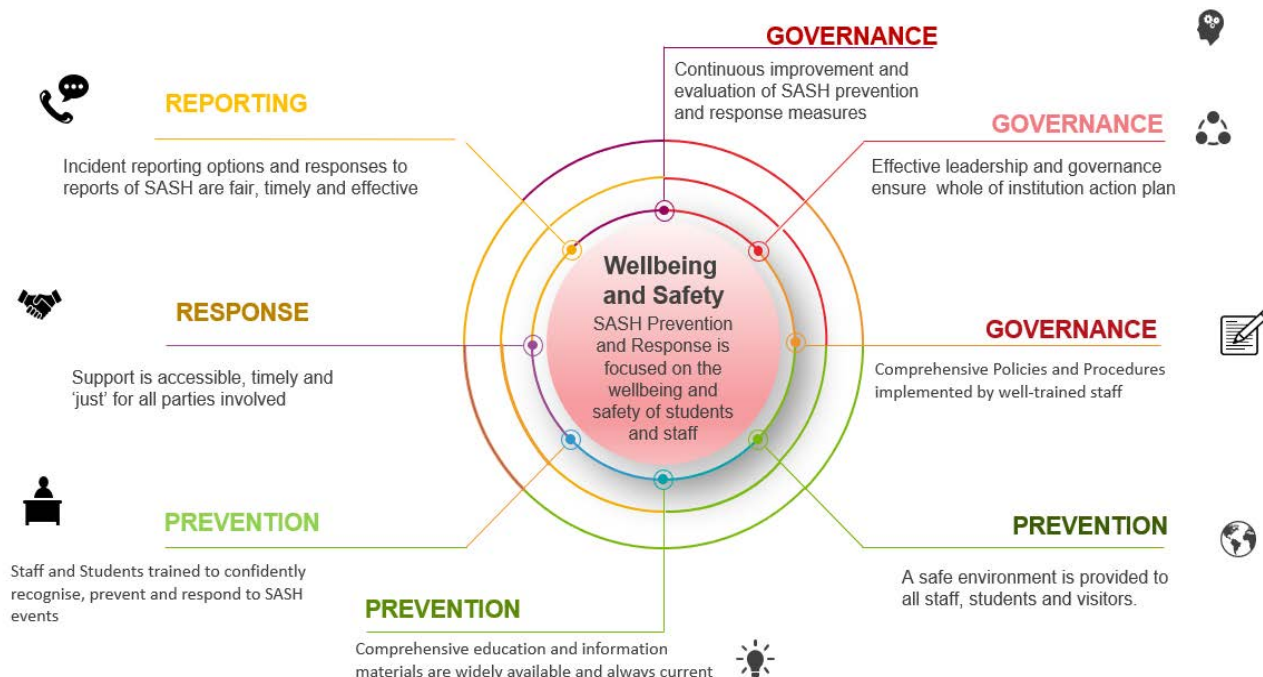 GOVERNANCE
Continuous improvement and
evaluation of SASH prevention
and response measures
GOVERNANCE
Effective leadership and governance
ensure whole of institution action plan
GOVERNANCE
Comprehensive Policies and Procedures
implemented by well-trained staff
PREVENTION
A safe environment is provided to
all staff, students and visitors.
PREVENTION
Comprehensive education and information
materials are widely available and always current
PREVENTION
Staff and Students trained to confidently
recognise, prevent and respond to SASH
events
RESPONSE
Support is accessible, timely and
‘just’ for all parties involved
REPORTING
Incident reporting options and responses to
reports of SASH are fair, timely and effective
Wellbeing
and Safety
SASH Prevention
and Response is
focused on the
wellbeing and
safety of students
and staff